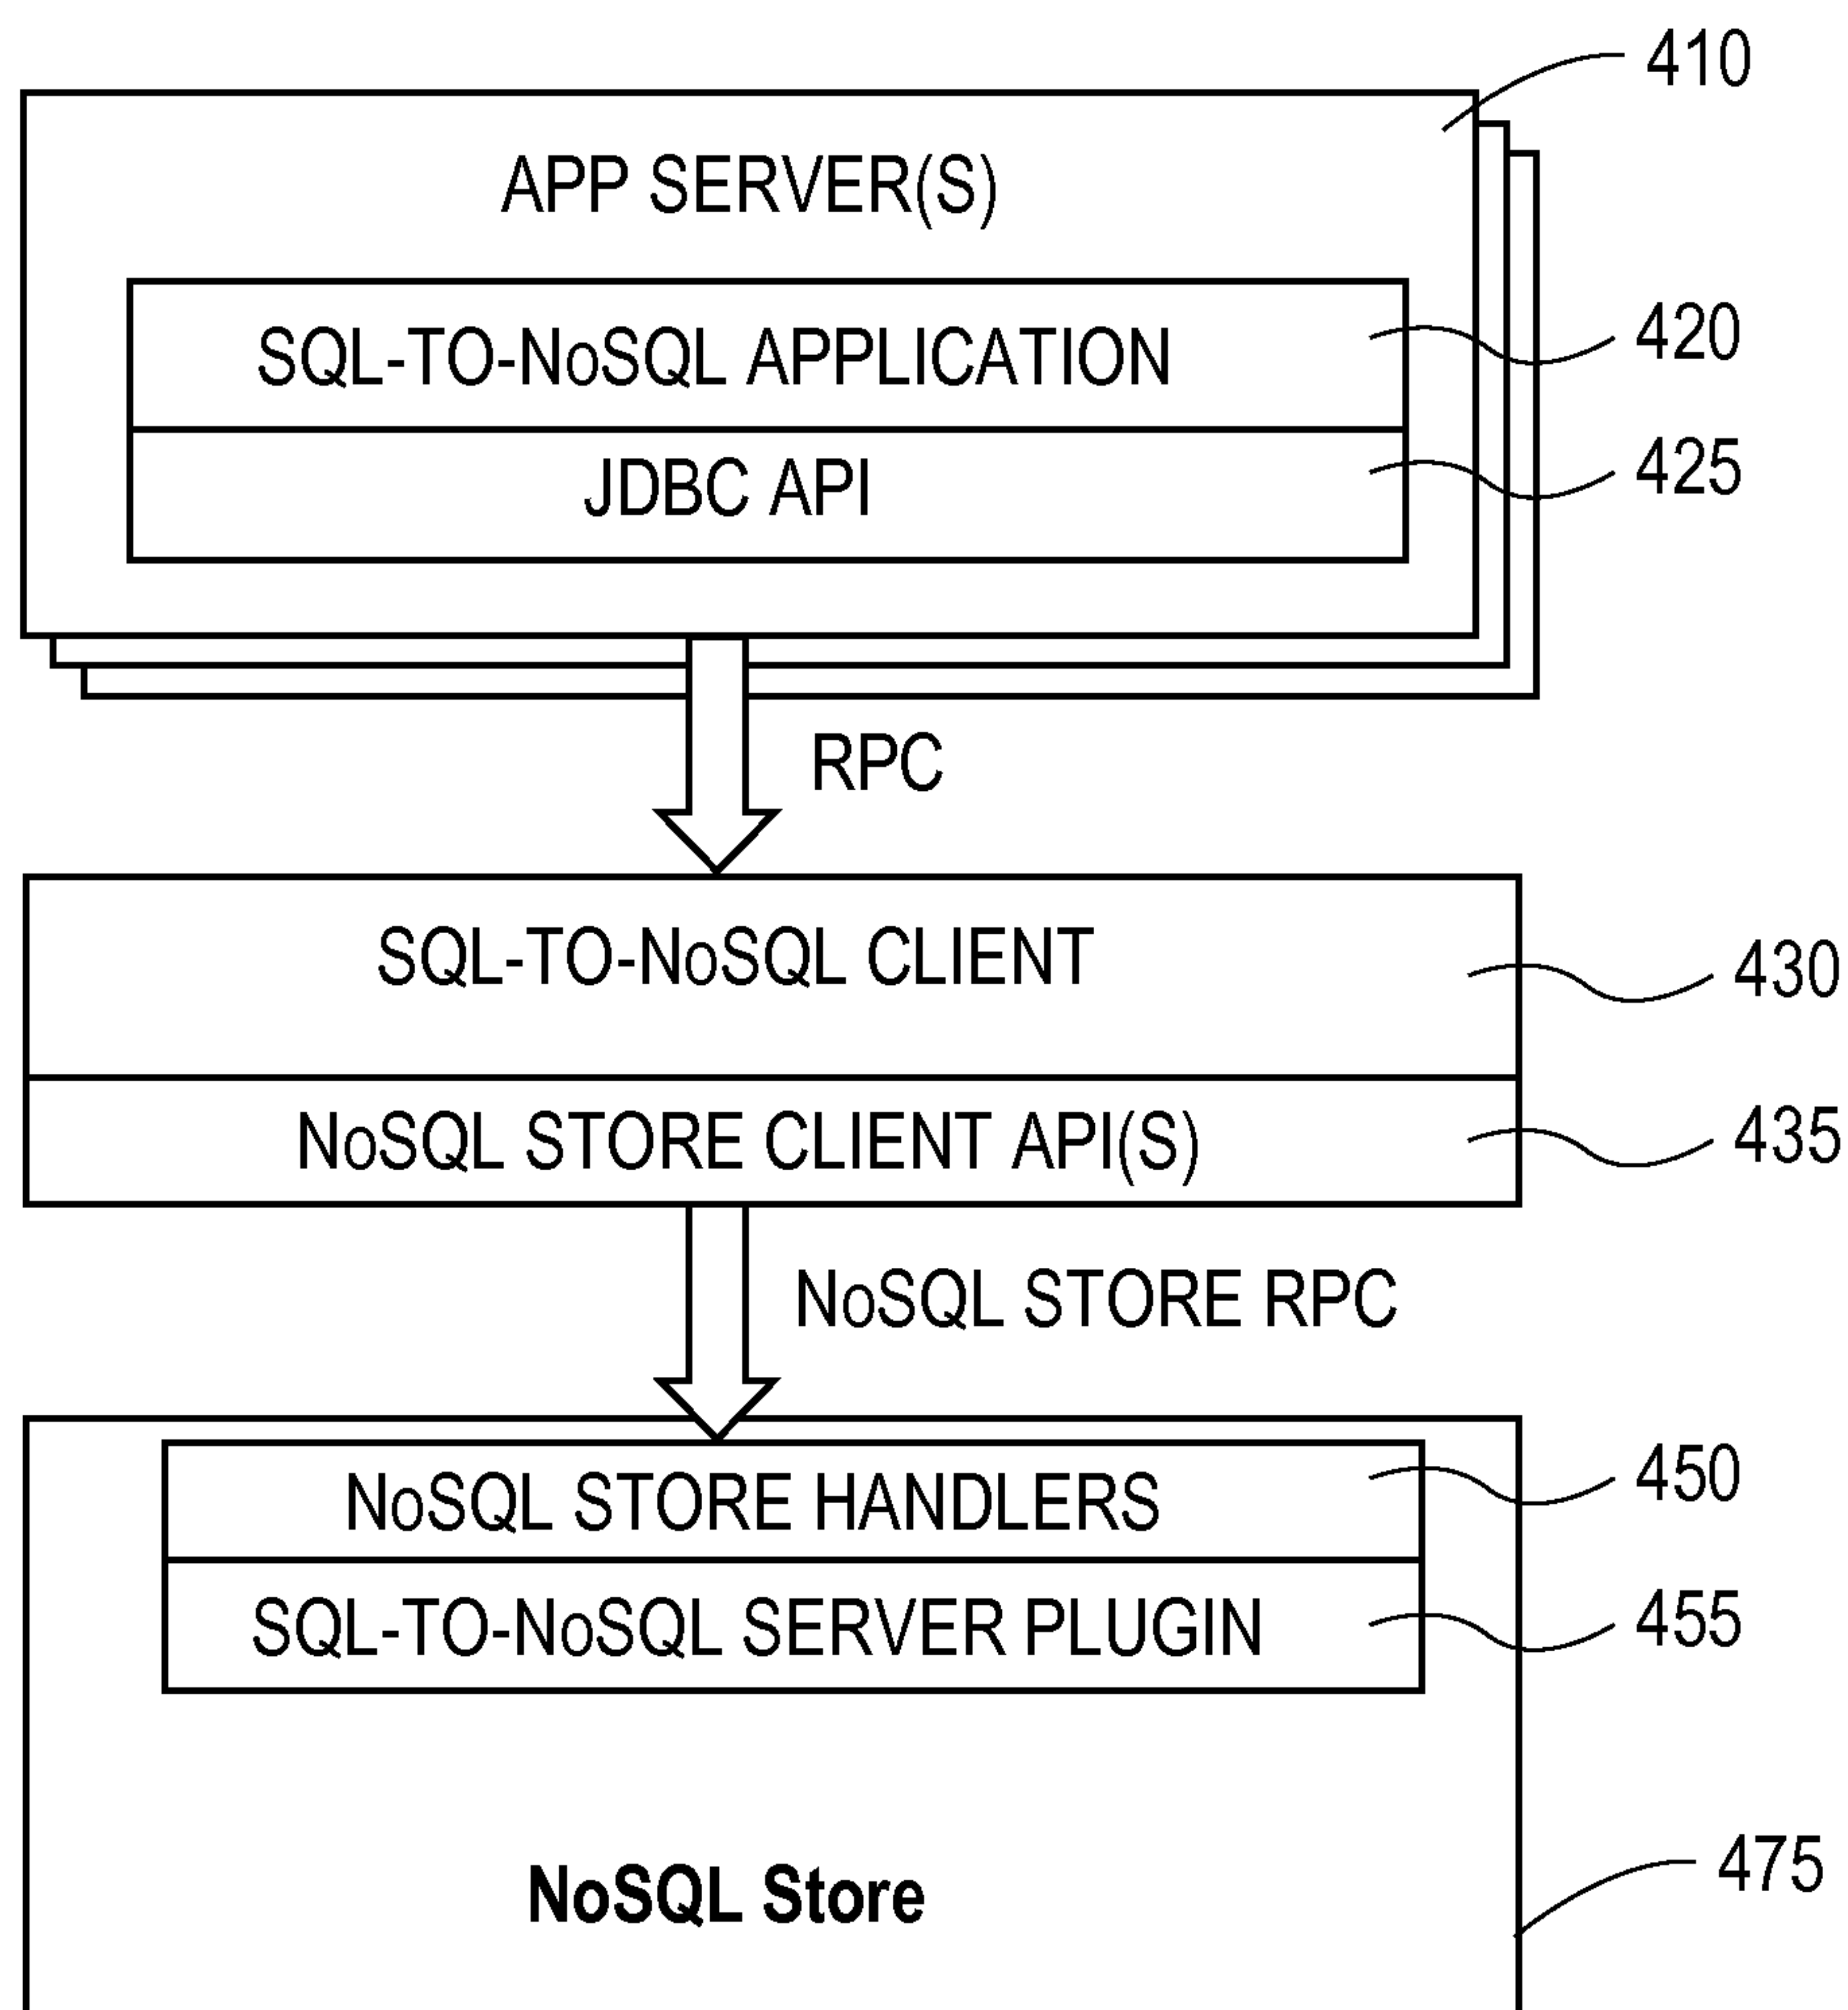 410
APP SERVER(S)
SQL-TO-NoSQL APPLICATION
420
JDBC API
425
RPC
SQL-TO-NoSQL CLIENT
430
NoSQL STORE CLIENT API(S)
435
NoSQL STORE RPC
NoSQL STORE HANDLERS
450
SQL-TO-NoSQL SERVER PLUGIN
455
NoSQL Store
475